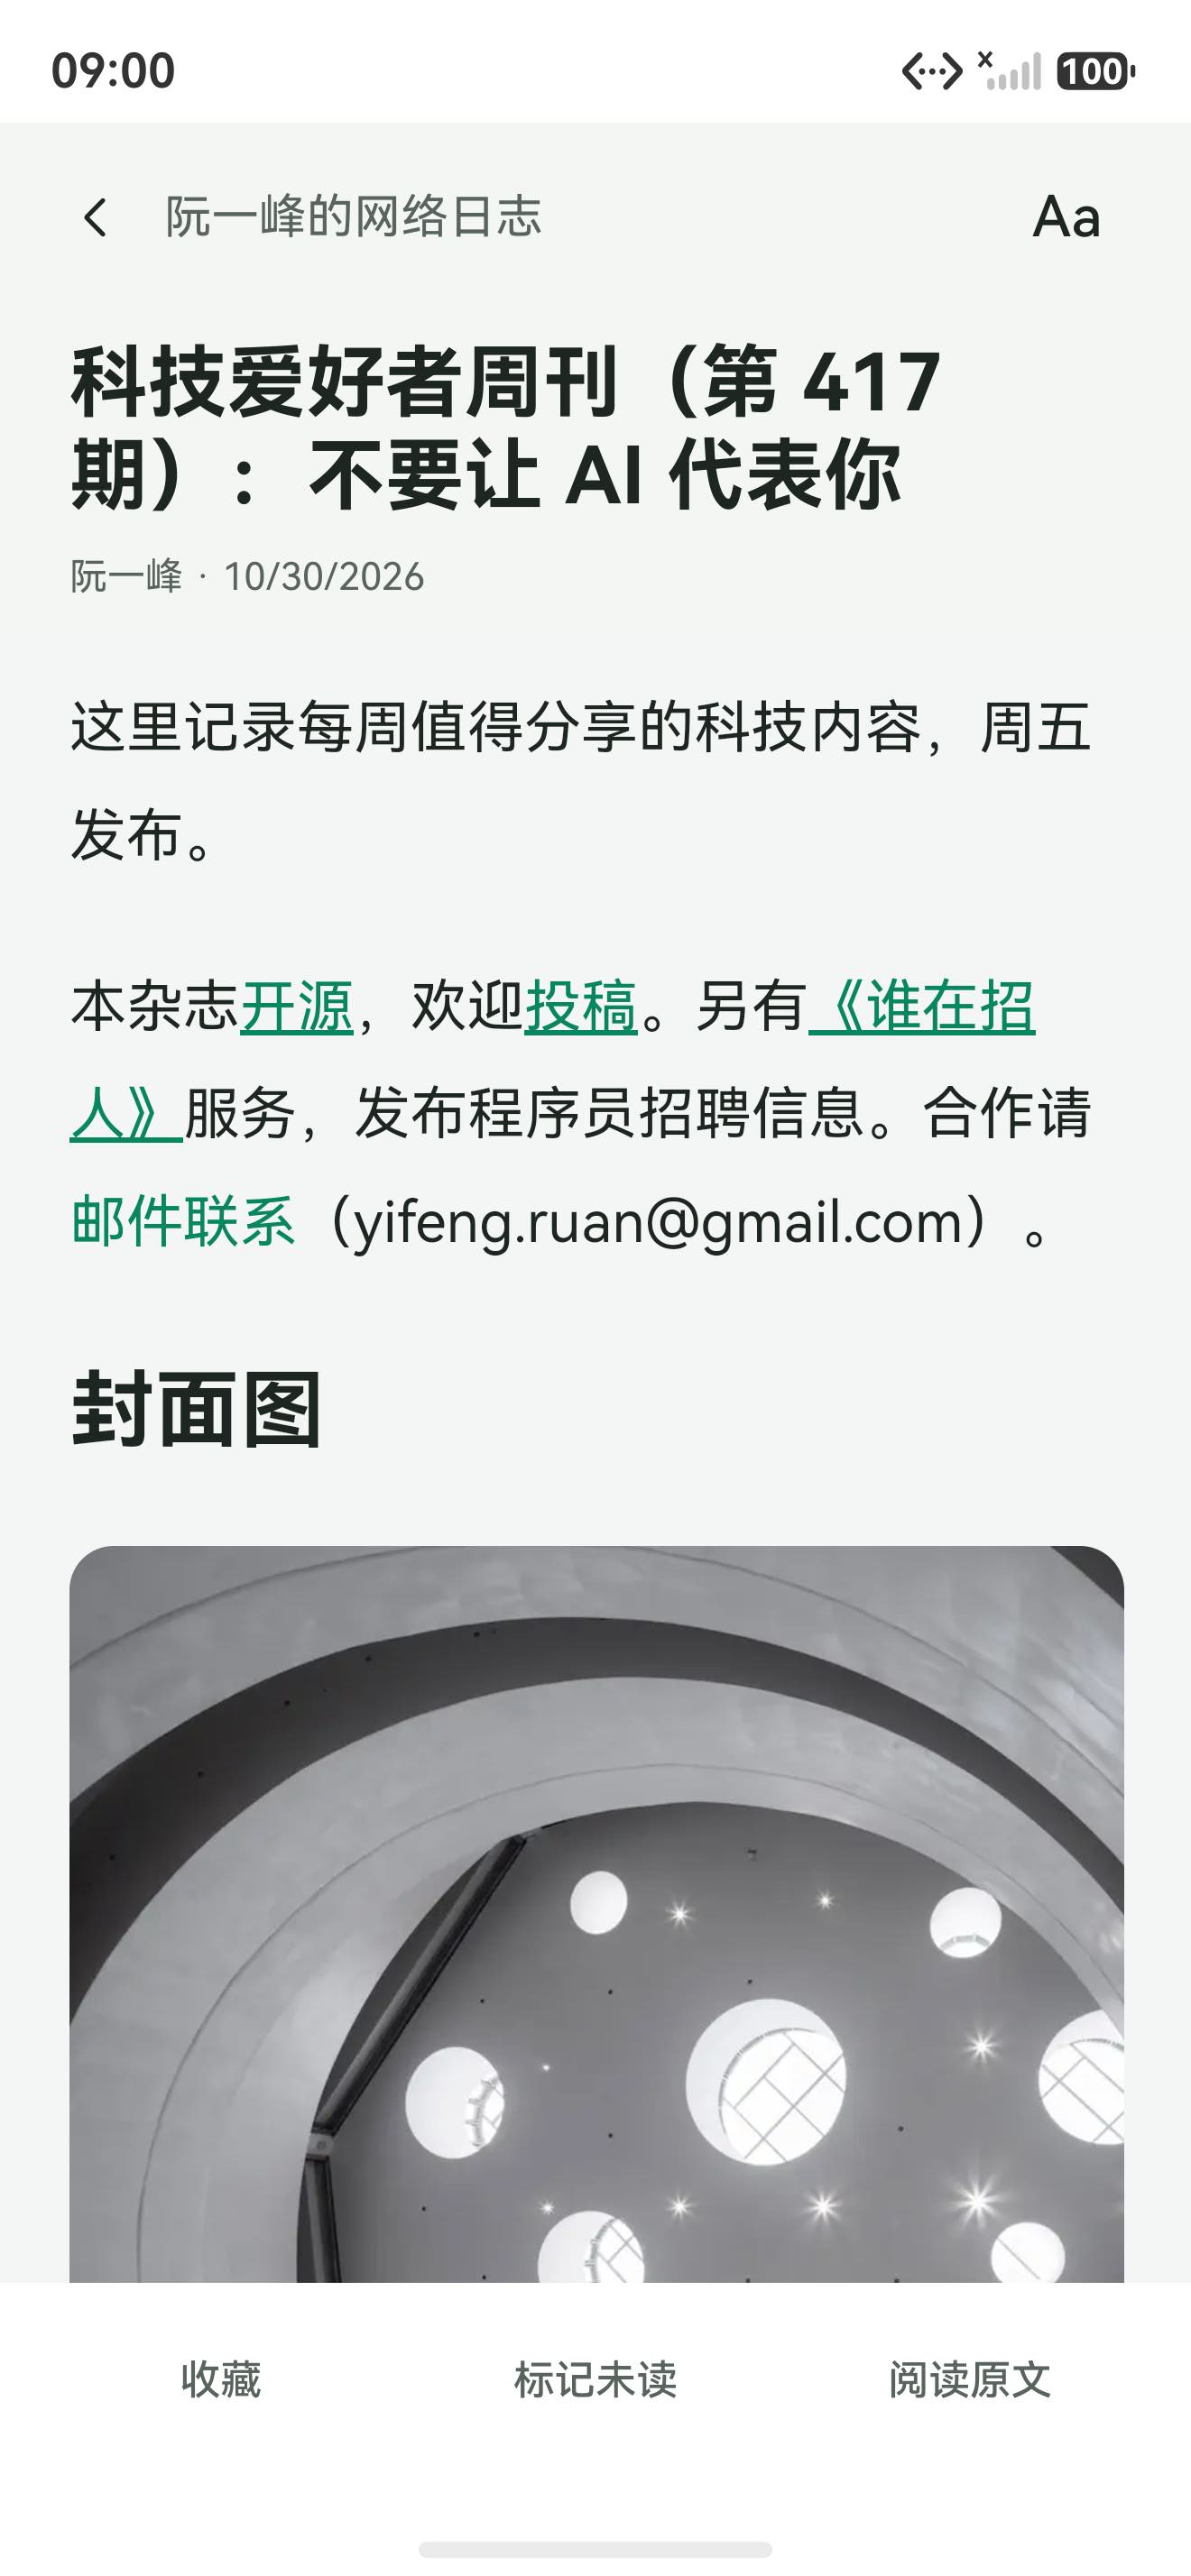 09:00
100
阮一峰的网络日志
Aa
科技爱好者周刊（第 417
期）：不要让 AI 代表你
阮一峰 · 10/30/2026
这里记录每周值得分享的科技内容，周五
发布。
本杂志开源，欢迎投稿。另有《谁在招
人》服务，发布程序员招聘信息。合作请
邮件联系（yifeng.ruan@gmail.com）。
封面图
收藏
标记未读
阅读原文